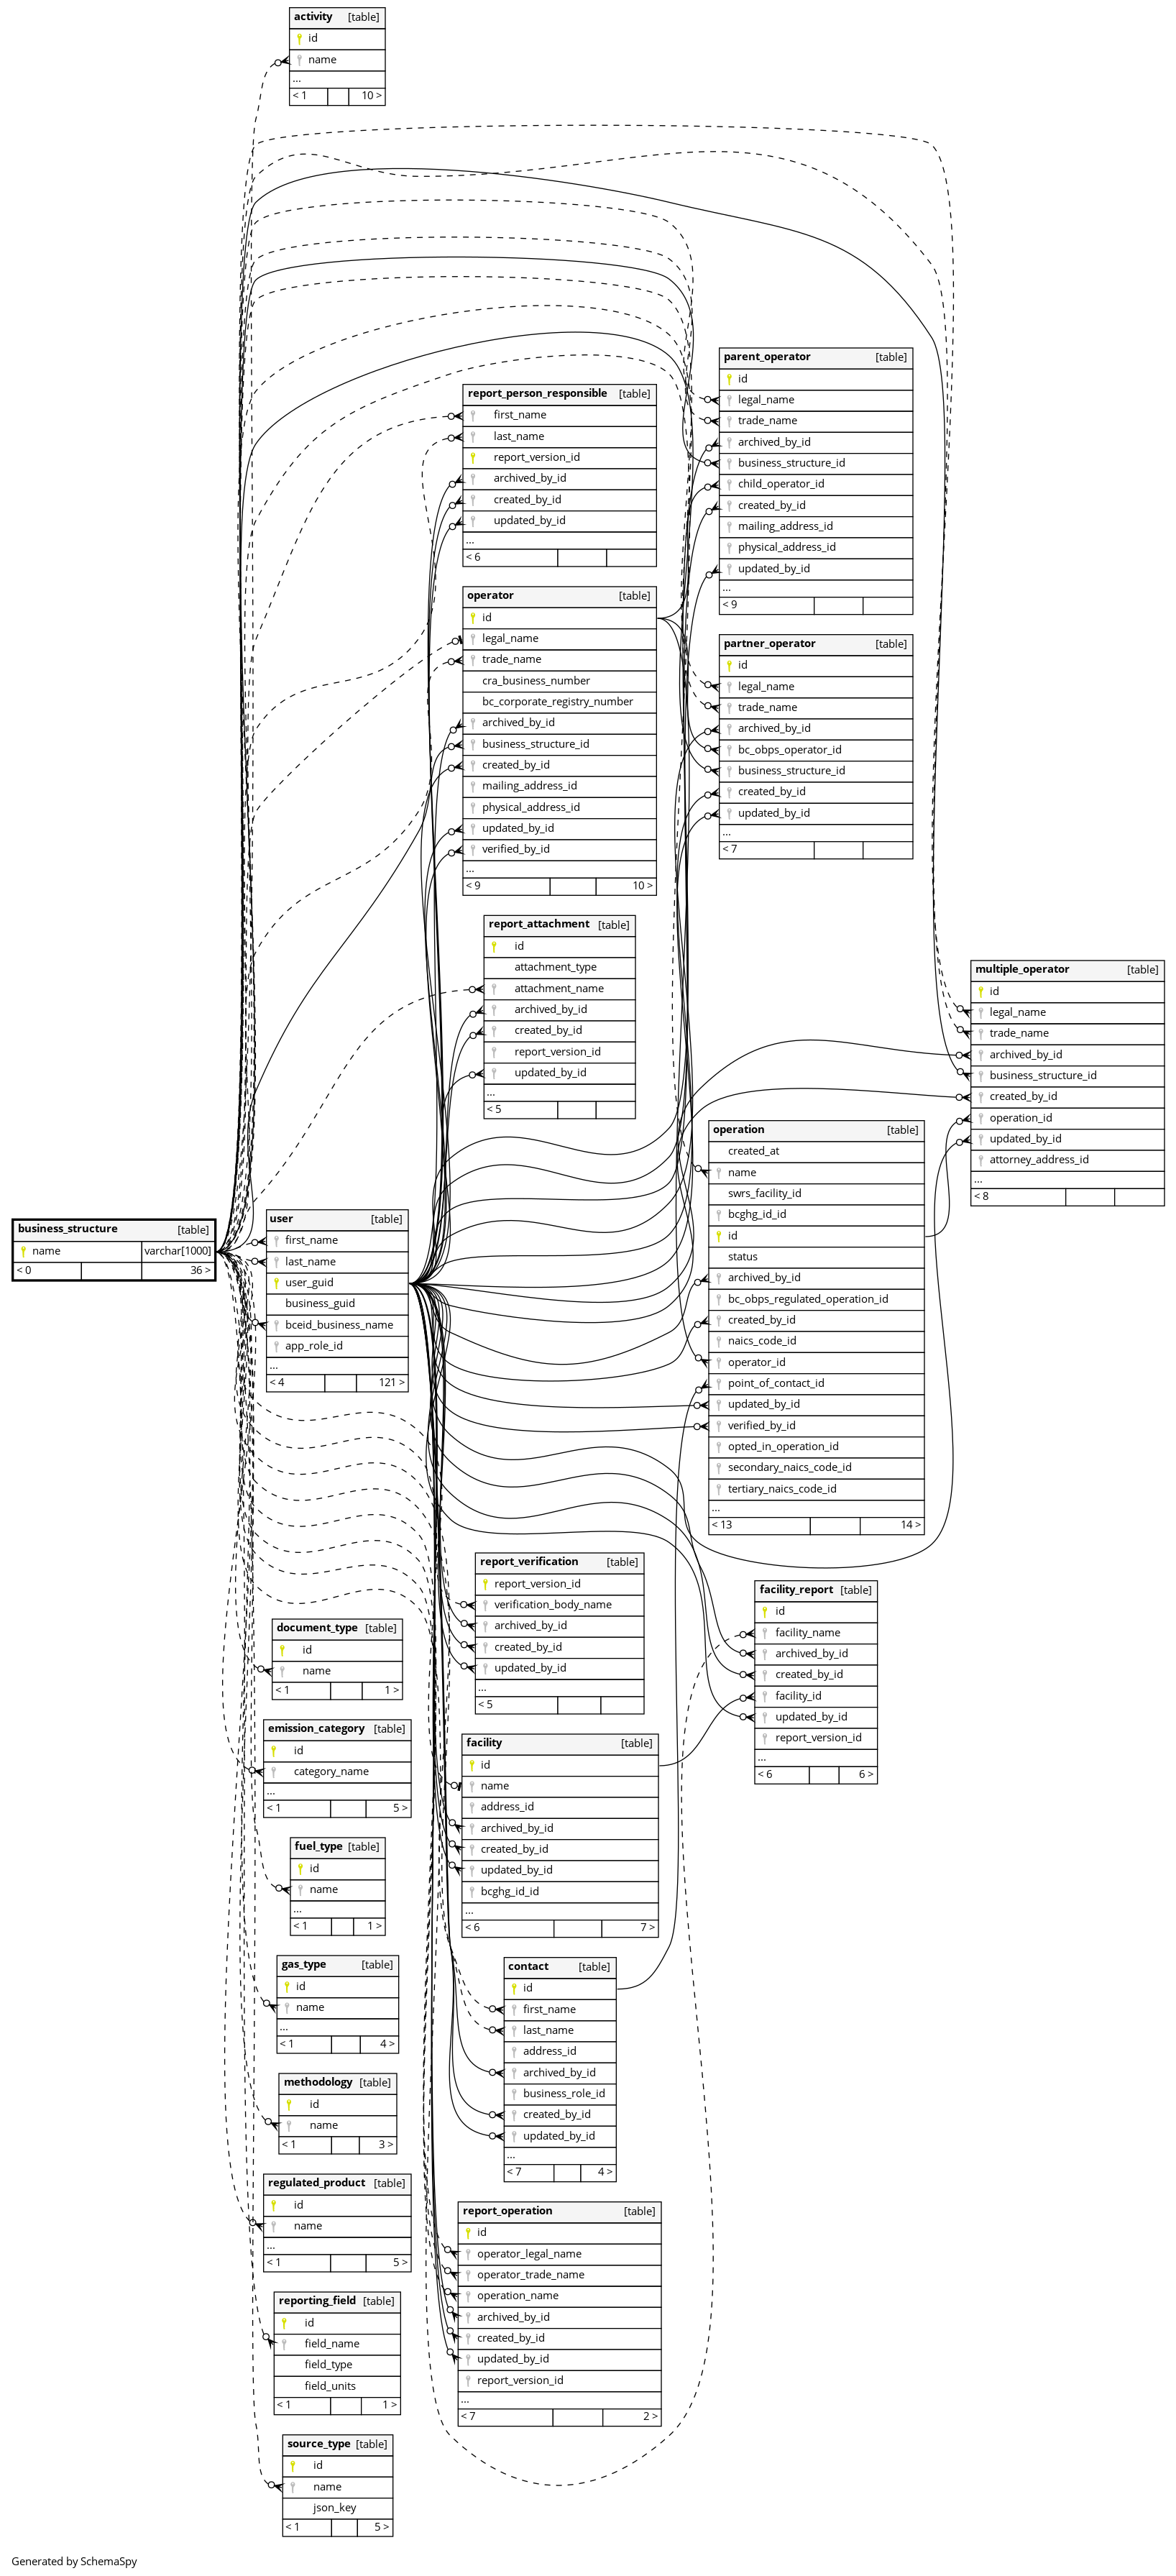 activity [table]
id
name
...
< 1 10 >
parent_operator [table]
id
legal_name
trade_name
archived_by_id
business_structure_id
child_operator_id
created_by_id
mailing_address_id
physical_address_id
updated_by_id
...
< 9
report_person_responsible [table]
first_name
last_name
report_version_id
archived_by_id
created_by_id
updated_by_id
...
< 6
operator [table]
id
legal_name
trade_name
cra_business_number
bc_corporate_registry_number
archived_by_id
business_structure_id
created_by_id
mailing_address_id
physical_address_id
updated_by_id
verified_by_id
...
< 9 10 >
partner_operator [table]
id
legal_name
trade_name
archived_by_id
bc_obps_operator_id
business_structure_id
created_by_id
updated_by_id
...
< 7
report_attachment [table]
id
attachment_type
attachment_name
archived_by_id
created_by_id
report_version_id
updated_by_id
...
< 5
multiple_operator [table]
id
legal_name
trade_name
archived_by_id
business_structure_id
created_by_id
operation_id
updated_by_id
attorney_address_id
...
< 8
operation [table]
created_at
name
swrs_facility_id
bcghg_id_id
id
status
archived_by_id
bc_obps_regulated_operation_id
created_by_id
naics_code_id
operator_id
point_of_contact_id
updated_by_id
verified_by_id
opted_in_operation_id
secondary_naics_code_id
tertiary_naics_code_id
...
< 13 14 >
business_structure [table]
name varchar[1000]
< 0 36 >
user [table]
first_name
last_name
user_guid
business_guid
bceid_business_name
app_role_id
...
< 4 121 >
report_verification [table]
report_version_id
verification_body_name
archived_by_id
created_by_id
updated_by_id
...
< 5
facility_report [table]
id
facility_name
archived_by_id
created_by_id
facility_id
updated_by_id
report_version_id
...
< 6 6 >
document_type [table]
id
name
< 1 1 >
emission_category [table]
id
category_name
...
< 1 5 >
facility [table]
id
name
address_id
archived_by_id
created_by_id
updated_by_id
bcghg_id_id
...
< 6 7 >
fuel_type [table]
id
name
...
< 1 1 >
gas_type [table]
id
name
...
< 1 4 >
contact [table]
id
first_name
last_name
address_id
archived_by_id
business_role_id
created_by_id
updated_by_id
...
< 7 4 >
methodology [table]
id
name
< 1 3 >
regulated_product [table]
id
name
...
< 1 5 >
report_operation [table]
id
operator_legal_name
operator_trade_name
operation_name
archived_by_id
created_by_id
updated_by_id
report_version_id
...
< 7 2 >
reporting_field [table]
id
field_name
field_type
field_units
< 1 1 >
source_type [table]
id
name
json_key
< 1 5 >
Generated by SchemaSpy